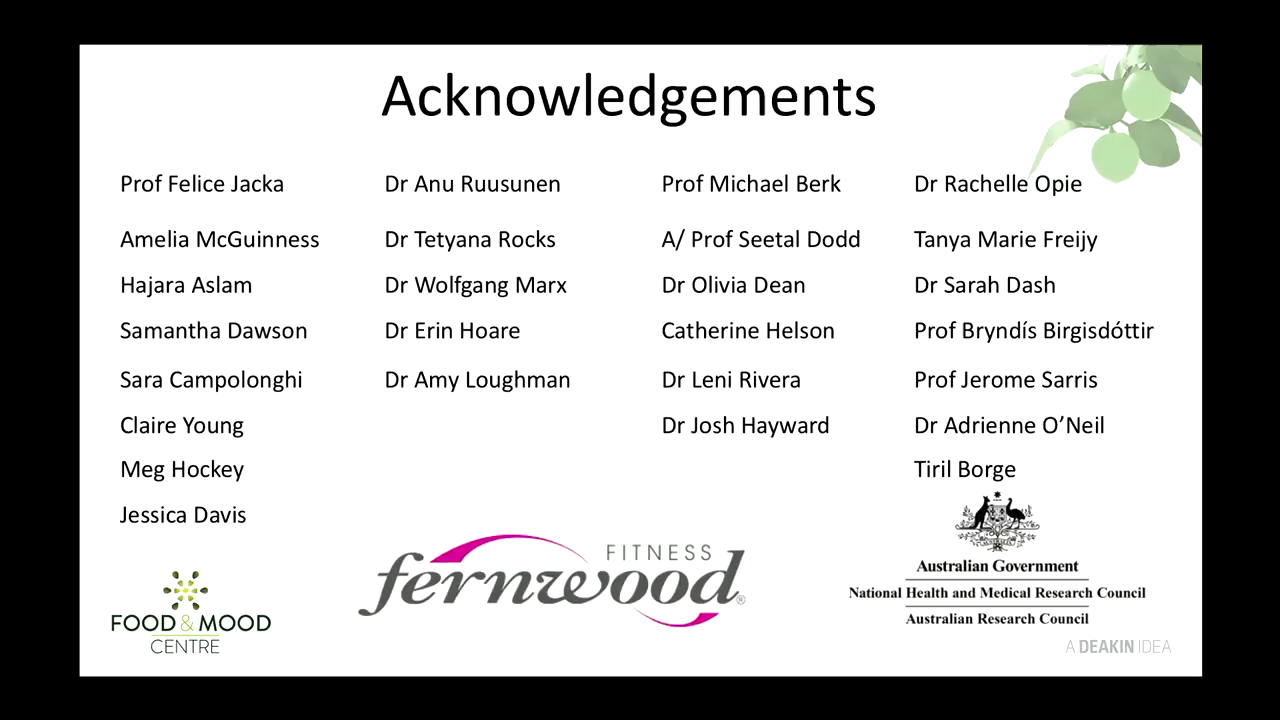 Acknowledgements
Prof Felice Jacka
Amelia McGuinness
Hajara Aslam
Samantha Dawson
Sara Campolonghi
Claire Young
Meg Hockey
Jessica Davis
Dr Anu Ruusunen
Dr Tetyana Rocks
Dr Wolfgang Marx
Dr Erin Hoare
Dr Amy Loughman
Prof Michael Berk
A/ Prof Seetal Dodd
Dr Olivia Dean
Catherine Helson
Dr Leni Rivera
Dr Josh Hayward
Dr Rachelle Opie
Tanya Marie Freijy
Dr Sarah Dash
Prof Bryndís Birgisdóttir
Prof Jerome Sarris
Dr Adrienne O’Neil
Tiril Borge
FOOD & MOOD
CENTRE
FITNESS
fernwood®
AUSTRALIA
Australian Government
National Health and Medical Research Council
Australian Research Council
A DEAKIN IDEA